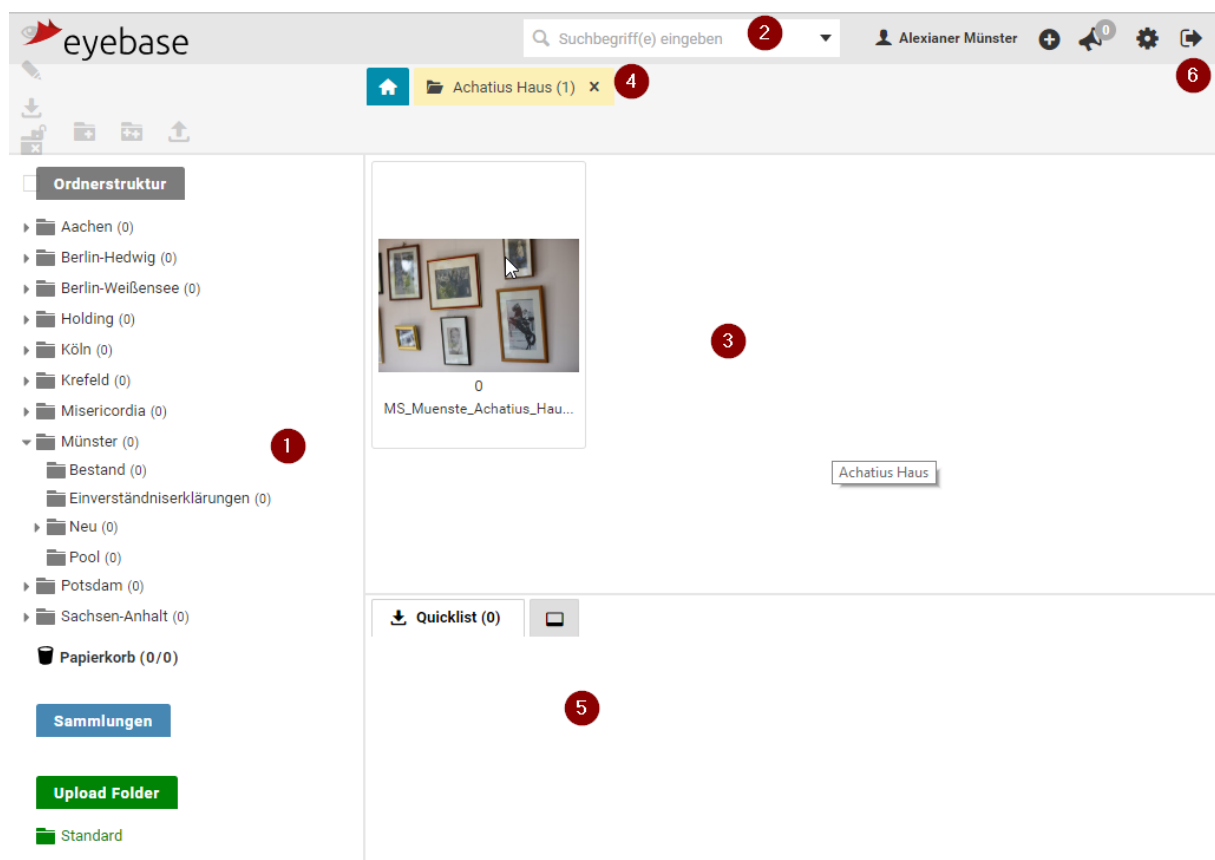 eyebase
Suchbegriff(e) eingeben
2
Alexianer Münster
0
6
Achatius Haus (1) x
4
Ordnerstruktur
Aachen (0)
Berlin-Hedwig (0)
Berlin-Weißensee (0)
Holding (0)
Köln (0)
Krefeld (0)
Misericordia (0)
Münster (0)
1
Bestand (0)
Einverständniserklärungen (0)
Neu (0)
Pool (0)
Potsdam (0)
Sachsen-Anhalt (0)
Papierkorb (0/0)
Sammlungen
Upload Folder
Standard
0
MS_Muenste_Achatius_Hau...
3
Achatius Haus
Quicklist (0)
5